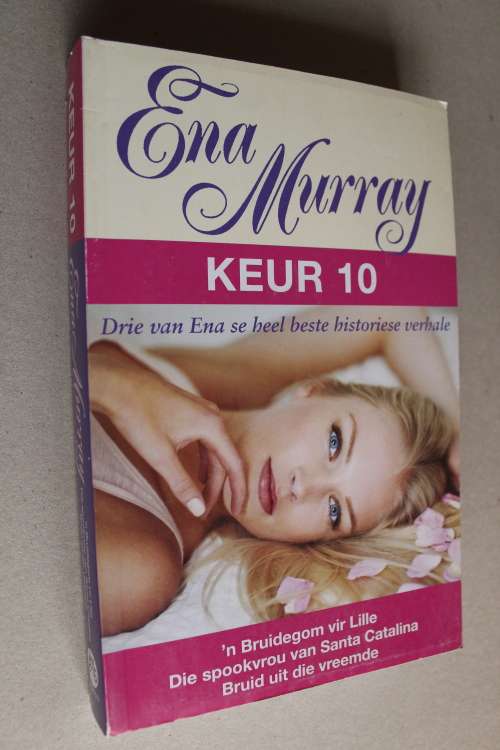 Ena
Murray
KEUR 10
Drie van Ena se heel beste historiese verhale
'n Bruidegom vir Lille
Die spookvrou van Santa Catalina
Bruid uit die vreemde
KEUR 10
Ena Murray